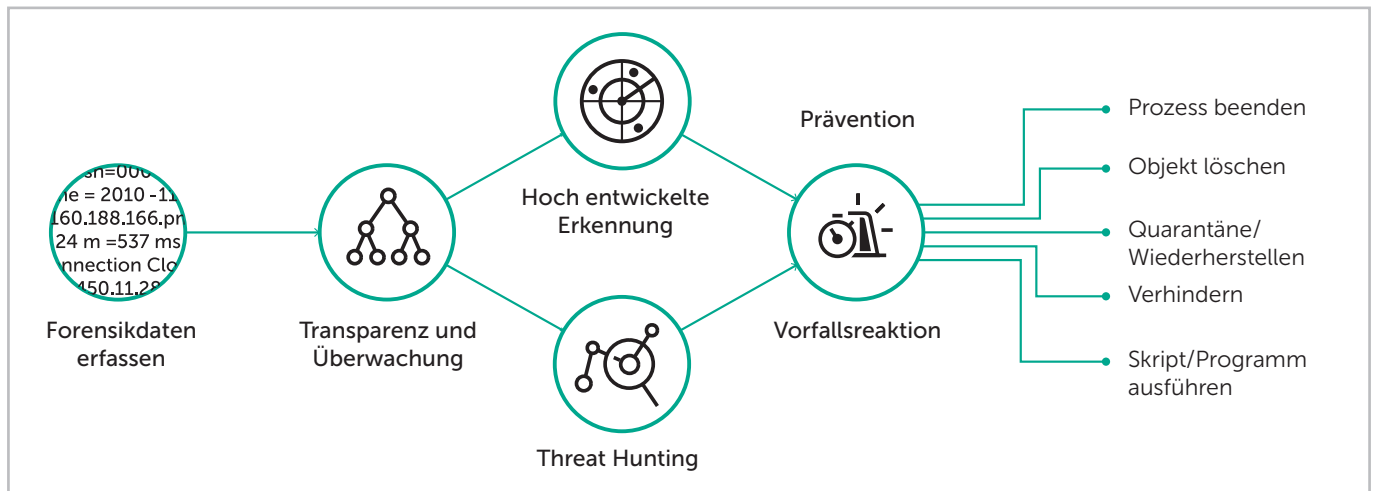 sh=000
ne = 2010 -11
160.188.166.pr
24 m =537 ms
nnection Clo
450.11.28
Forensikdaten
erfassen
Transparenz und
Überwachung
Hoch entwickelte
Erkennung
Threat Hunting
Prävention
Vorfallsreaktion
Prozess beenden
Objekt löschen
Quarantäne/
Wiederherstellen
Verhindern
Skript/Programm
ausführen